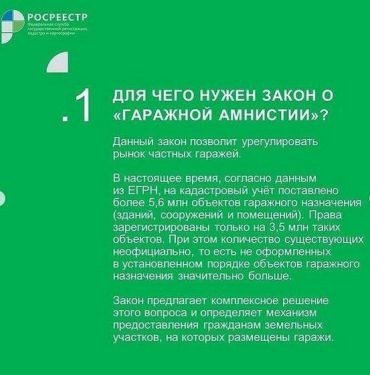 РОСРЕЕСТР
Федеральная служба
государственной регистрации,
кадастра и картографии
.1
ДЛЯ ЧЕГО НУЖЕН ЗАКОН О
«ГАРАЖНОЙ АМНИСТИИ»?
Данный закон позволит урегулировать
рынок частных гаражей.
В настоящее время, согласно данным
из ЕГРН, на кадастровый учёт поставлено
более 5,6 млн объектов гаражного назначения
(зданий, сооружений и помещений). Права
зарегистрированы только на 3,5 млн таких
объектов. При этом количество существующих
неофициально, то есть не оформленных
в установленном порядке объектов гаражного
назначения значительно больше.
Закон предлагает комплексное решение
этого вопроса и определяет механизм
предоставления гражданам земельных
участков, на которых размещены гаражи.